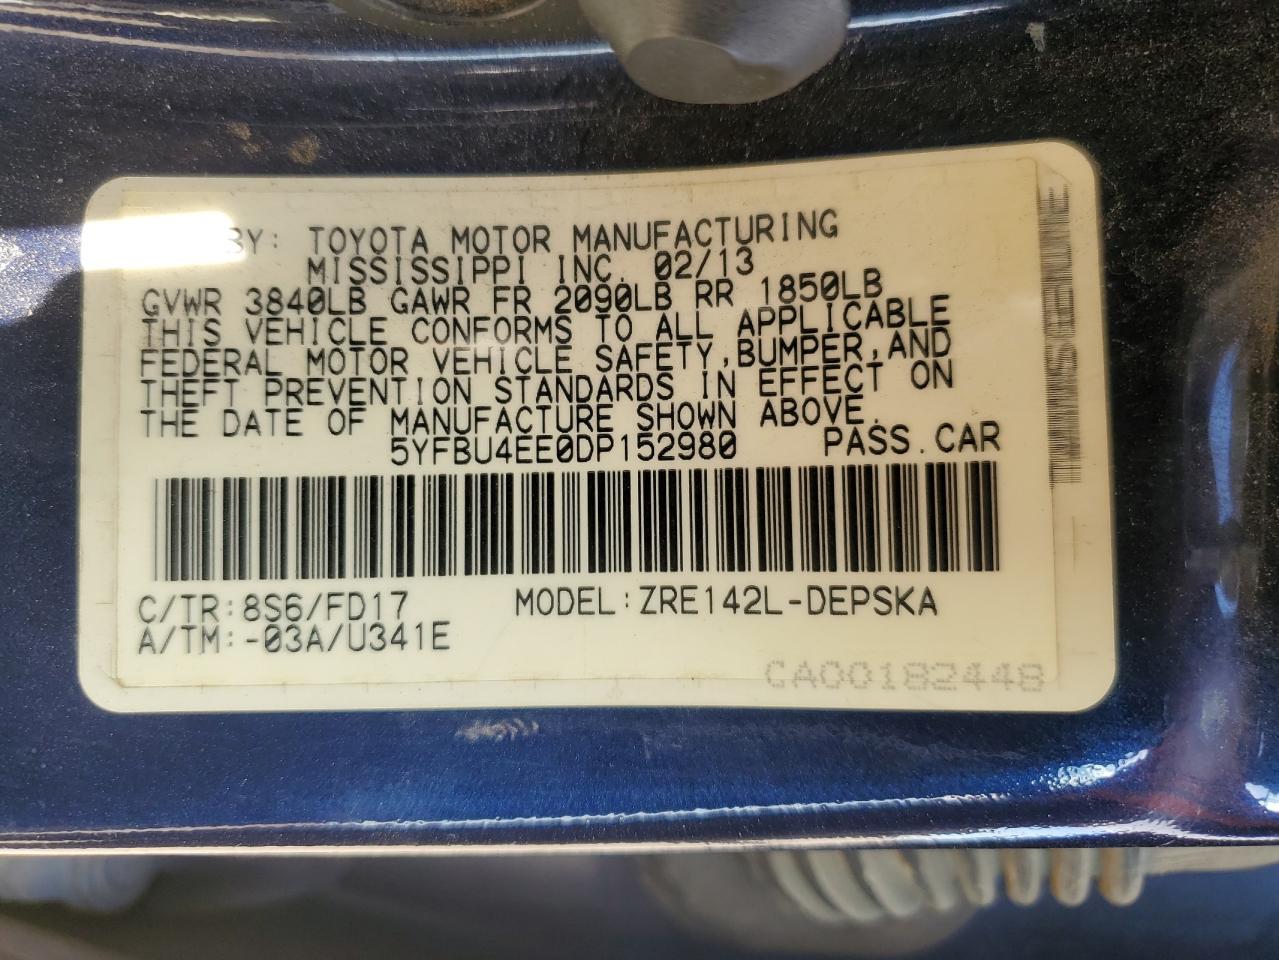 BY: TOYOTA MOTOR MANUFACTURING
MISSISSIPPI INC. 02/13
GVWR 3840LB GAWR FR 2090LB RR 1850LB
THIS VEHICLE CONFORMS TO ALL APPLICABLE
FEDERAL MOTOR VEHICLE SAFETY,BUMPER,AND
THEFT PREVENTION STANDARDS IN EFFECT ON
THE DATE OF MANUFACTURE SHOWN ABOVE.
5YFBU4EE0DP152980 PASS.CAR
C/TR:8S6/FD17 MODEL:ZRE142L-DEPSKA
A/TM:-03A/U341E
CA00182448